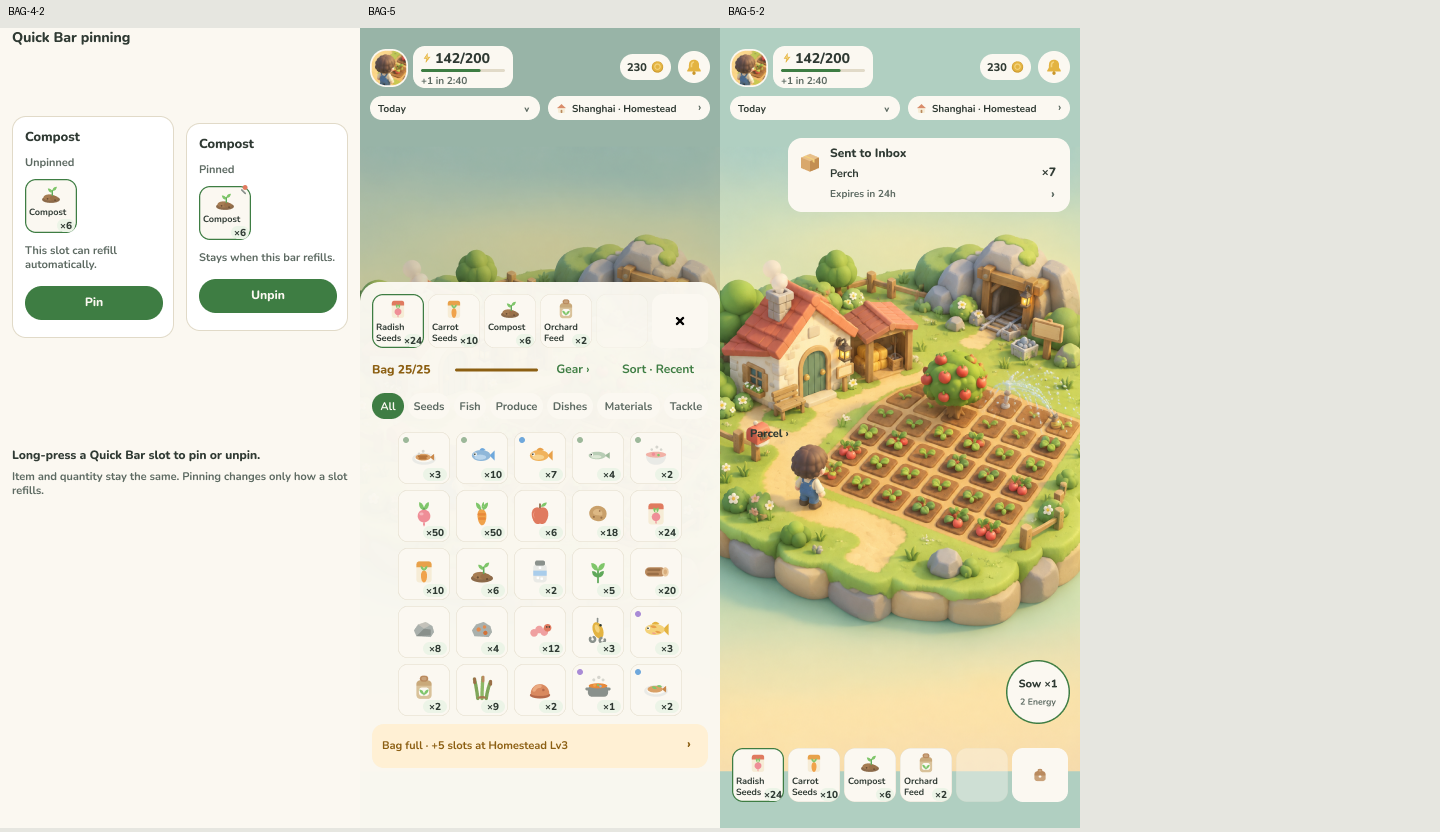 BAG-4-2
Quick Bar pinning
Compost
Unpinned
Compost
×6
This slot can refill
automatically.
Pin
Compost
Pinned
Compost
×6
Stays when this bar refills.
Unpin
Long-press a Quick Bar slot to pin or unpin.
Item and quantity stay the same. Pinning changes only how a slot
refills.
BAG-5
142/200
+1 in 2:40
230
Today
Shanghai · Homestead
Radish
Seeds ×24
Carrot
Seeds ×10
Compost
×6
Orchard
Feed ×2
Bag 25/25
Gear ›
Sort · Recent
All
Seeds
Fish
Produce
Dishes
Materials
Tackle
×3
×10
×7
×4
×2
×50
×50
×6
×18
×24
×10
×6
×2
×5
×20
×8
×4
×12
×3
×3
×2
×9
×2
×1
×2
Bag full · +5 slots at Homestead Lv3
BAG-5-2
142/200
+1 in 2:40
230
Today
Shanghai · Homestead
Sent to Inbox
Perch
×7
Expires in 24h
Parcel ›
Sow ×1
2 Energy
Radish
Seeds ×24
Carrot
Seeds ×10
Compost
×6
Orchard
Feed ×2